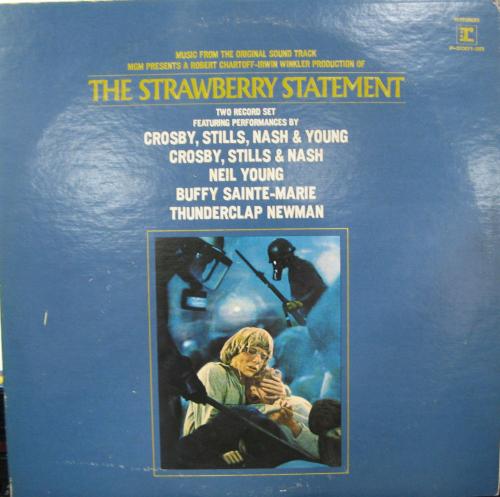 STEREO
MUSIC FROM THE ORIGINAL SOUND TRACK
MGM PRESENTS A ROBERT CHARTOFF-IRWIN WINKLER PRODUCTION OF
THE STRAWBERRY STATEMENT
TWO RECORD SET
FEATURING PERFORMANCES BY
CROSBY, STILLS, NASH & YOUNG
CROSBY, STILLS & NASH
NEIL YOUNG
BUFFY SAINTE-MARIE
THUNDERCLAP NEWMAN